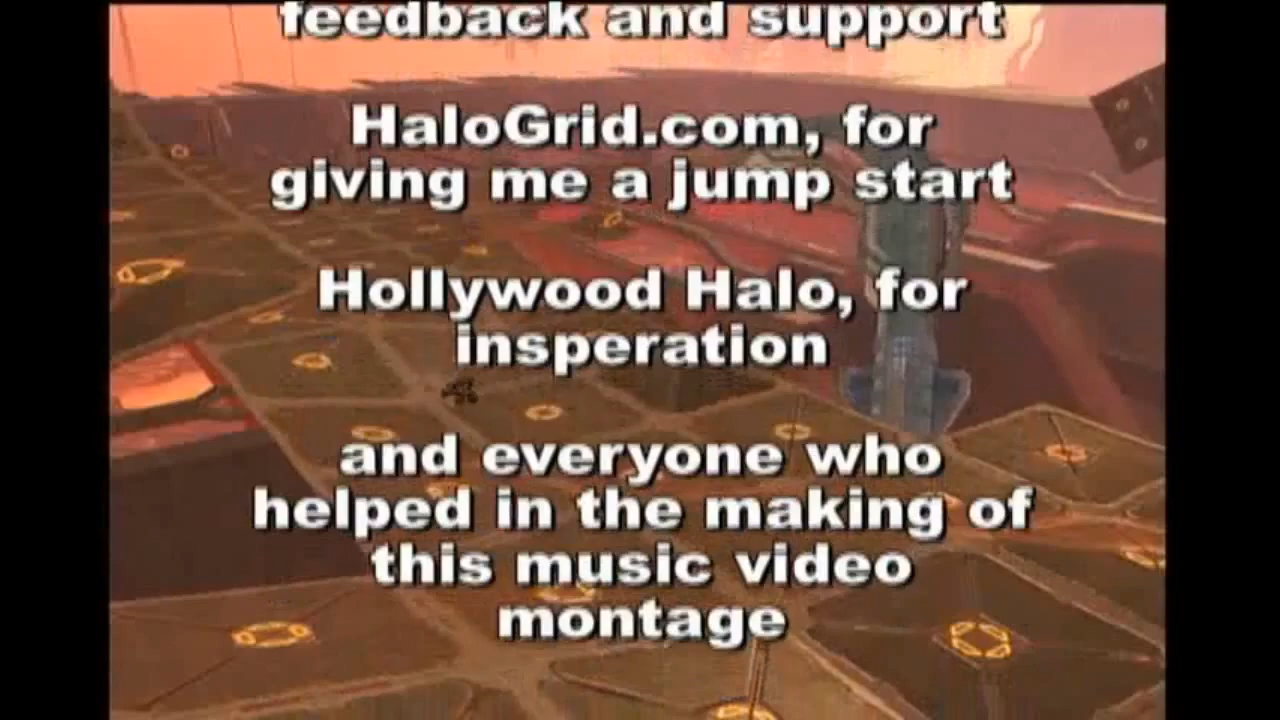 feedback and support
HaloGrid.com, for
giving me a jump start
Hollywood Halo, for
insperation
and everyone who
helped in the making of
this music video
montage